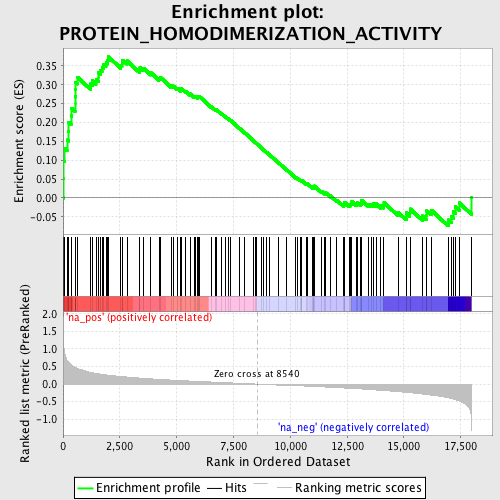 Enrichment plot:
PROTEIN_HOMODIMERIZATION_ACTIVITY
Enrichment score (ES)
0.35
0.30
0.25
0.20
0.15
0.10
0.05
0.00
-0.05
'na_pos' (positively correlated)
Ranked list metric (PreRanked)
2.0
1.5
1.0
0.5
0.0
-0.5
-1.0
Zero cross at 8540
'na_neg' (negatively correlated)
0
2,500
5,000
7,500
10,000
12,500
15,000
17,500
Rank in Ordered Dataset
Enrichment profile
Hits
Ranking metric scores